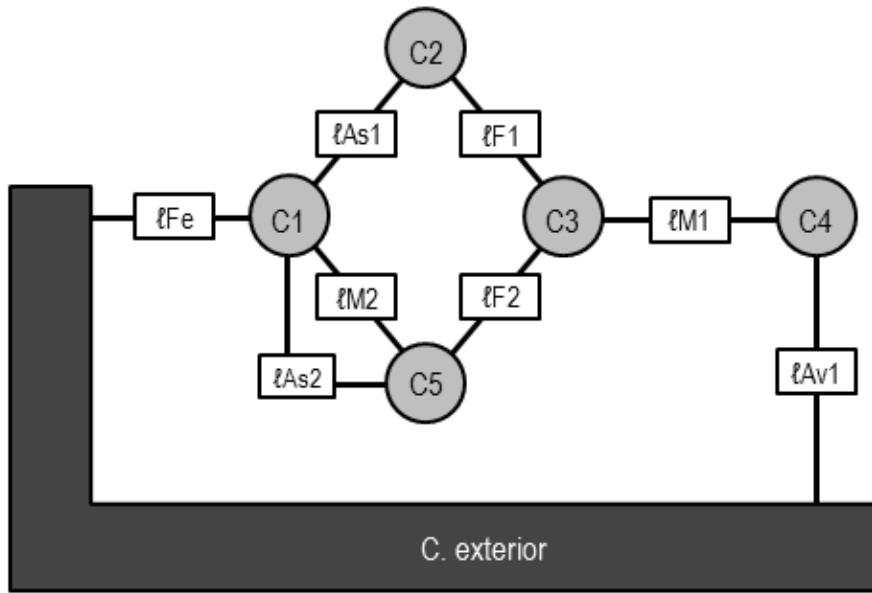 C2
ℓAs1
ℓF1
ℓFe
C1
C3
ℓM1
C4
ℓM2
ℓF2
ℓAs2
C5
ℓAv1
C. exterior